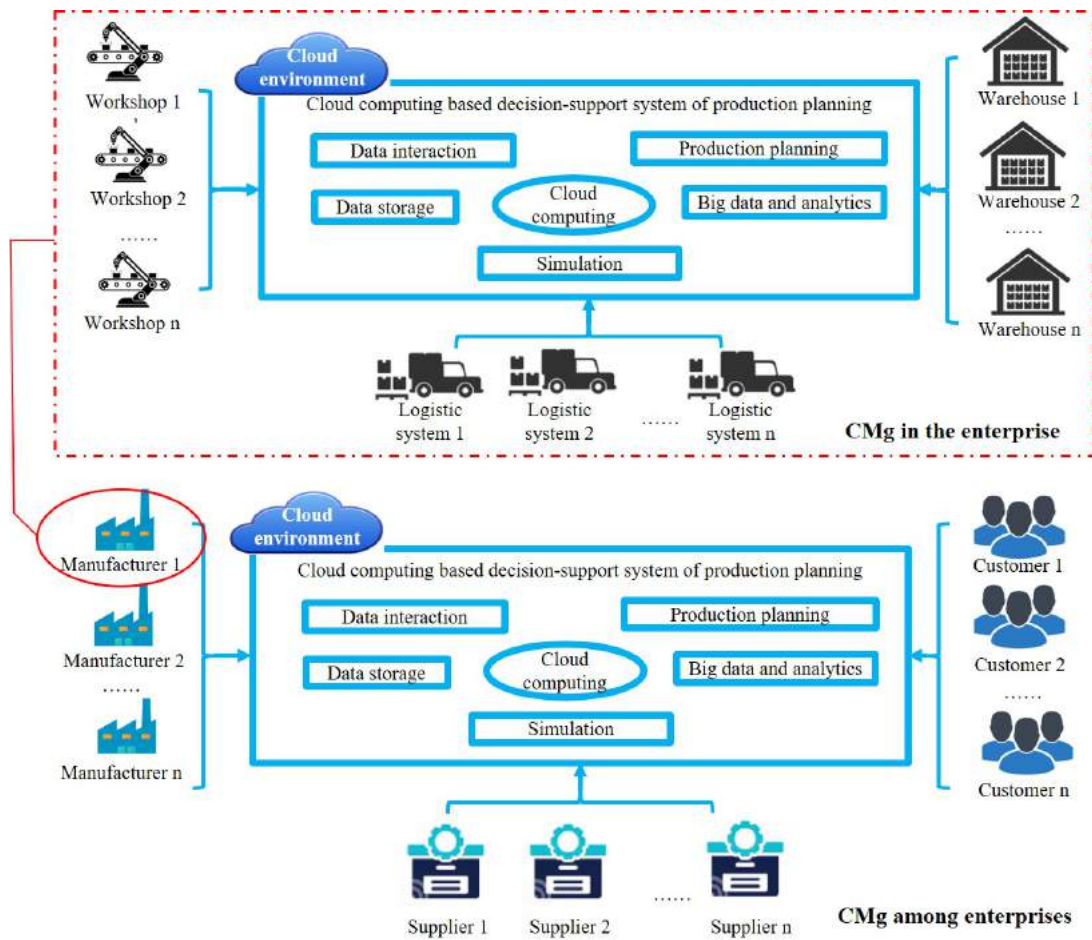 Cloud
environment
Cloud computing based decision-support system of production planning
Workshop 1
Workshop 2
……
Workshop n
Data interaction
Production planning
Data storage
Cloud
computing
Big data and analytics
Simulation
Warehouse 1
Warehouse 2
……
Warehouse n
Logistic
system 1
Logistic
system 2
……
Logistic
system n
CMg in the enterprise
Cloud
environment
Cloud computing based decision-support system of production planning
Manufacturer 1
Manufacturer 2
……
Manufacturer n
Data interaction
Production planning
Data storage
Cloud
computing
Big data and analytics
Simulation
Customer 1
Customer 2
……
Customer n
Supplier 1
Supplier 2
……
Supplier n
CMg among enterprises